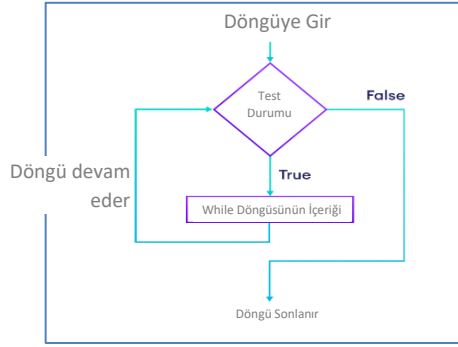 Döngüye Gir
Test
Durumu
False
Döngü devam
eder
True
While Döngüsünün İçeriği
Döngü Sonlanır